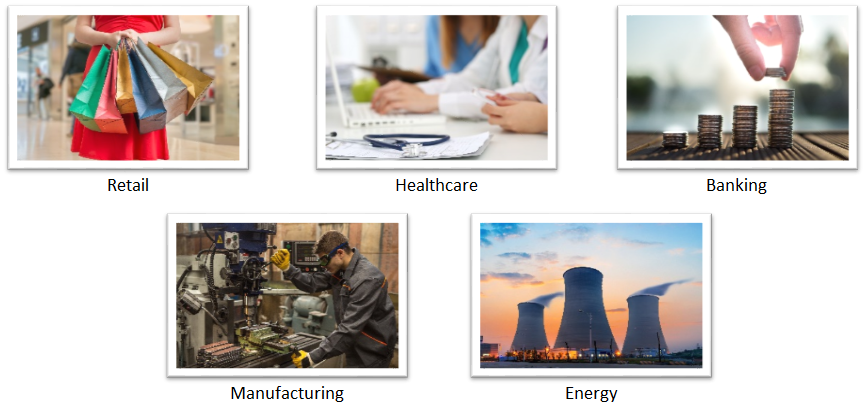 Retail
Healthcare
Banking
Manufacturing
Energy